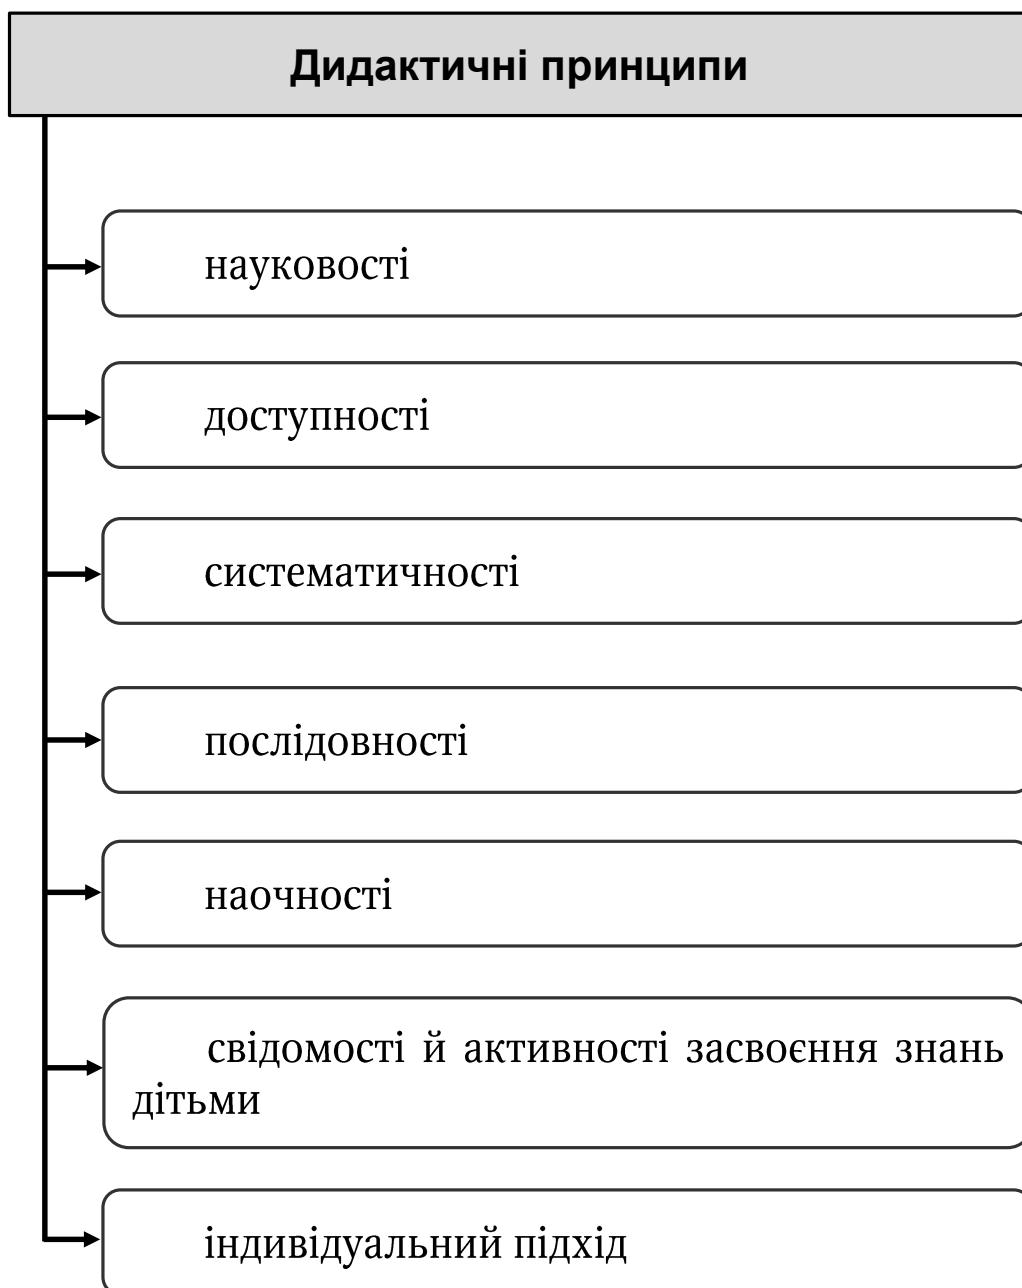 Дидактичні принципи
науковості
доступності
систематичності
послідовності
наочності
свідомості й активності засвоєння знань
дітьми
індивідуальний підхід